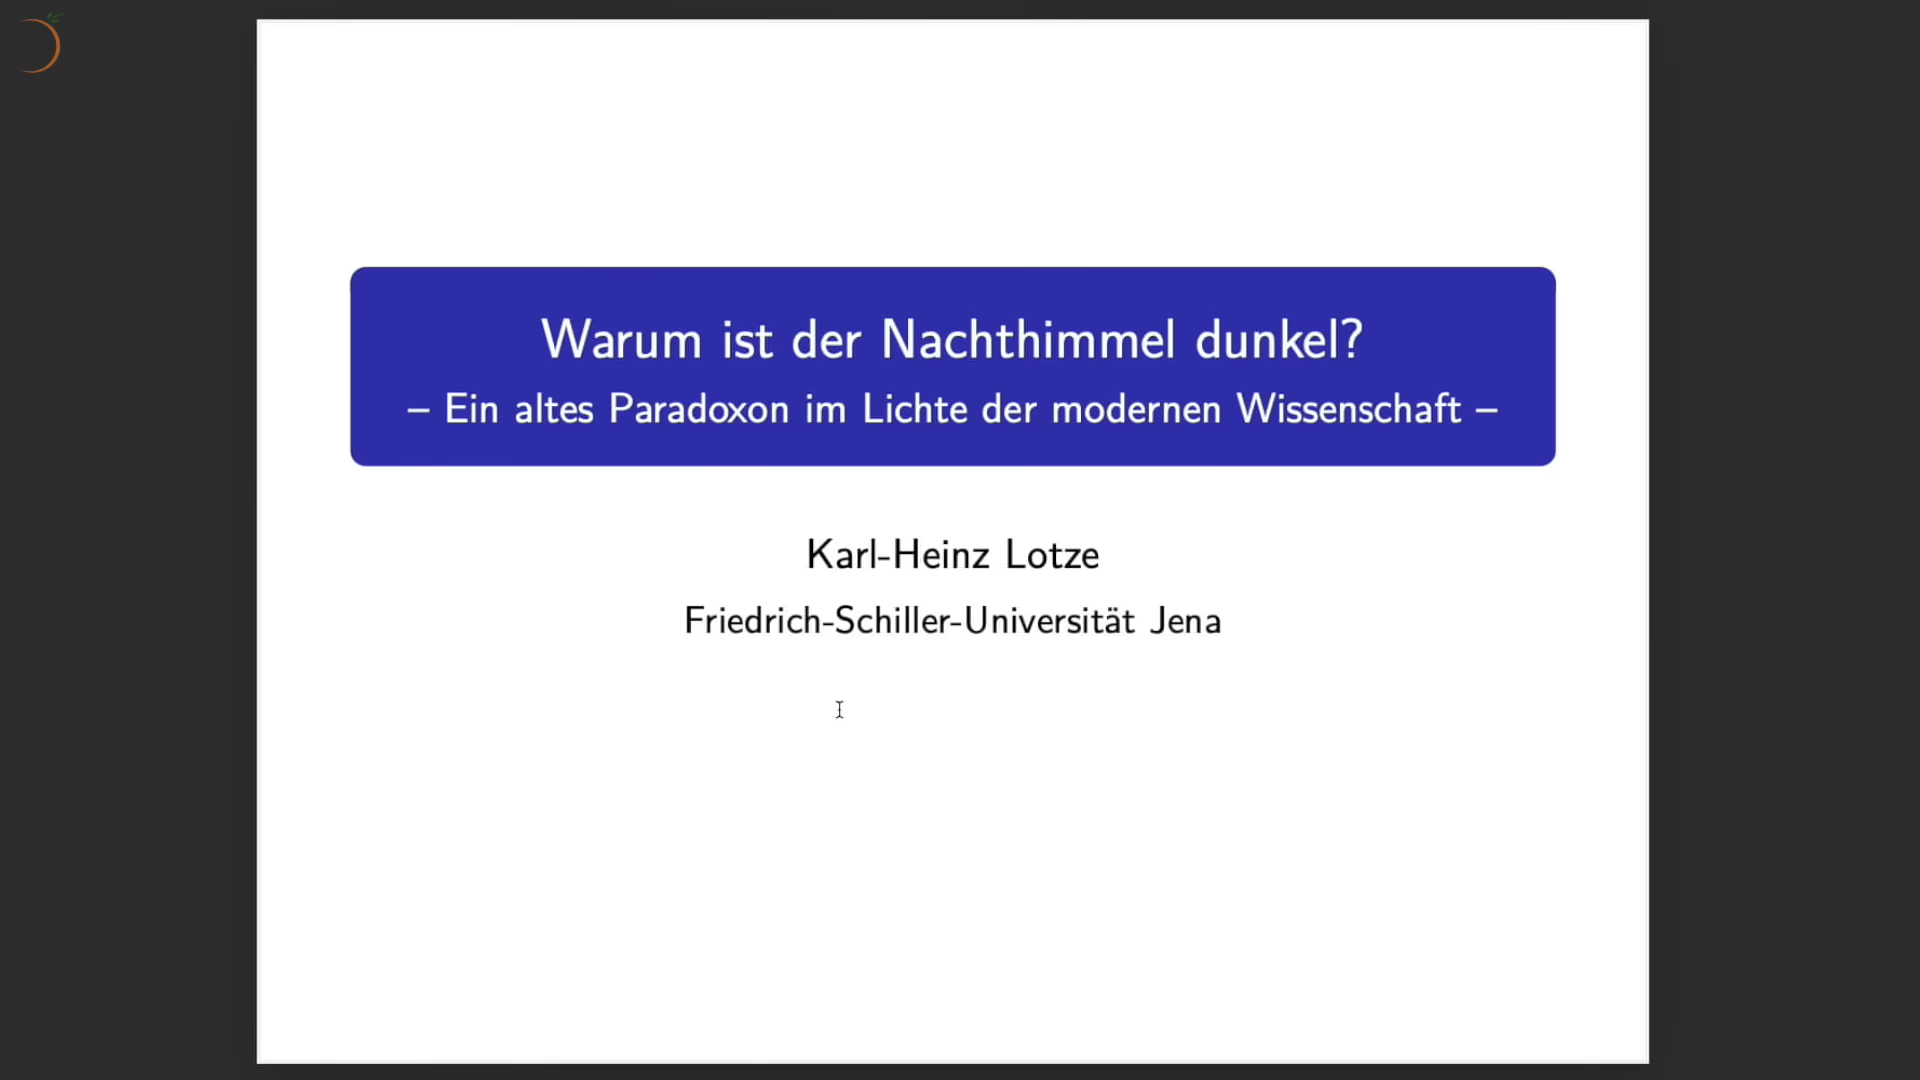 Warum ist der Nachthimmel dunkel?
– Ein altes Paradoxon im Lichte der modernen Wissenschaft –
Karl-Heinz Lotze
Friedrich-Schiller-Universität Jena